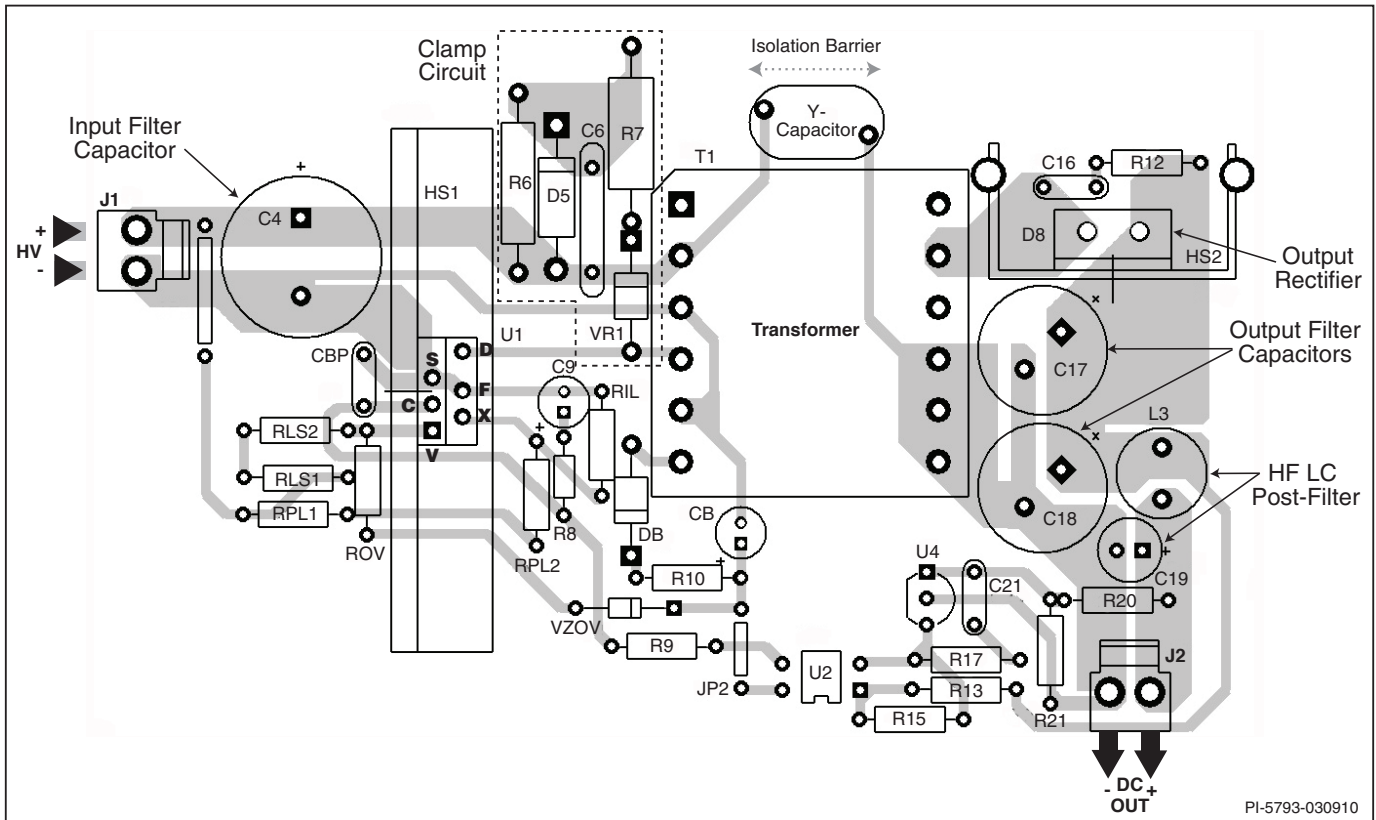 Clamp
Circuit
Isolation Barrier
Y-
Capacitor
Input Filter
Capacitor
+
C6
R7
T1
C16
R12
J1
HS1
R6
D5
C4
+
HV
-
D8
HS2
Output
Rectifier
Transformer
+
U1
VR1
Output Filter
Capacitors
CBP
S
D
C9
C17
F
RIL
C
X
L3
RLS2
+
+
V
HF LC
Post-Filter
RLS1
RPL1
CB
C18
R8
DB
ROV
RPL2
+
U4
+
C19
R10
C21
R20
VZOV
R9
R17
J2
U2
JP2
R13
R15
R21
- DC +
OUT
PI-5793-030910